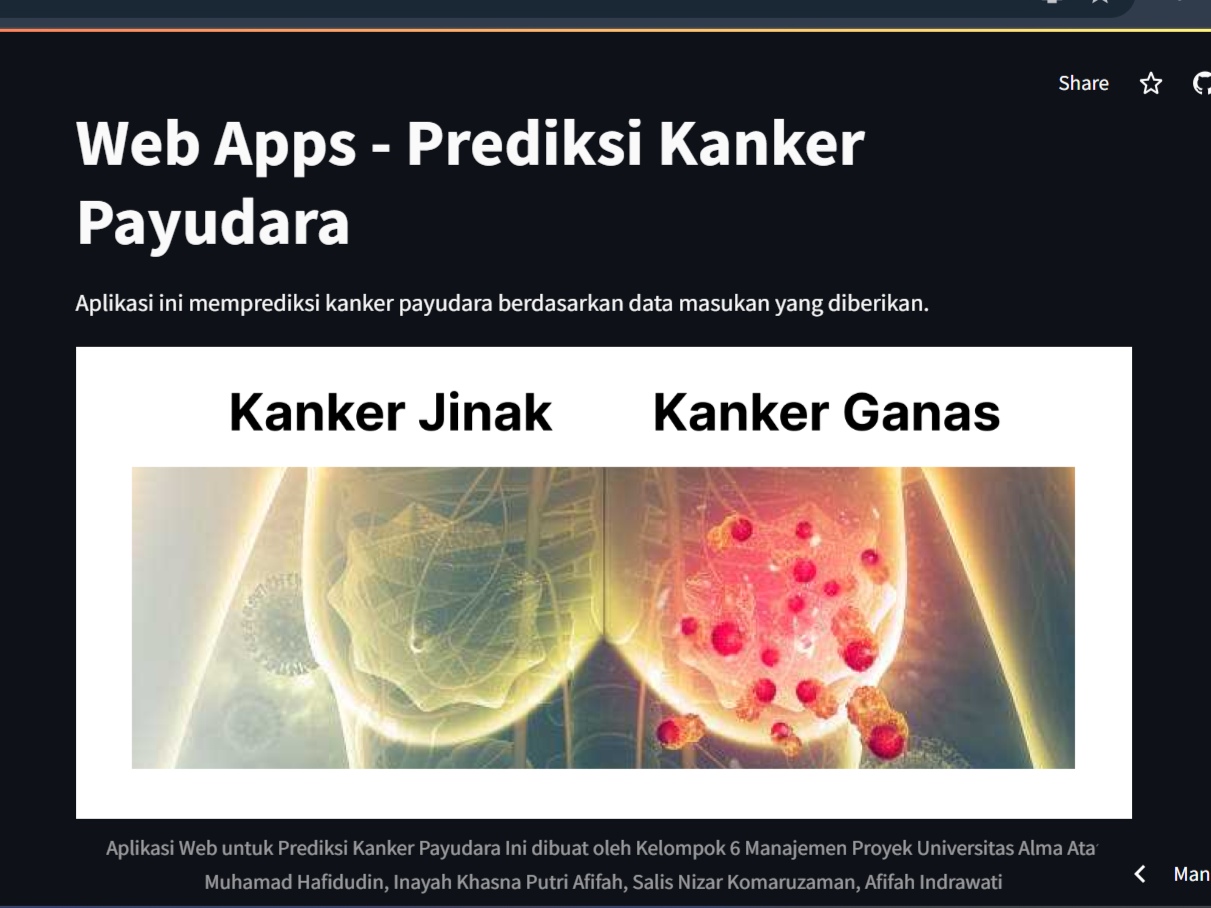 Share
Web Apps - Prediksi Kanker
Payudara
Aplikasi ini memprediksi kanker payudara berdasarkan data masukan yang diberikan.
Kanker Jinak Kanker Ganas
Aplikasi Web untuk Prediksi Kanker Payudara Ini dibuat oleh Kelompok 6 Manajemen Proyek Universitas Alma Ata
Muhamad Hafidudin, Inayah Khasna Putri Afifah, Salis Nizar Komaruzaman, Afifah Indrawati
Man